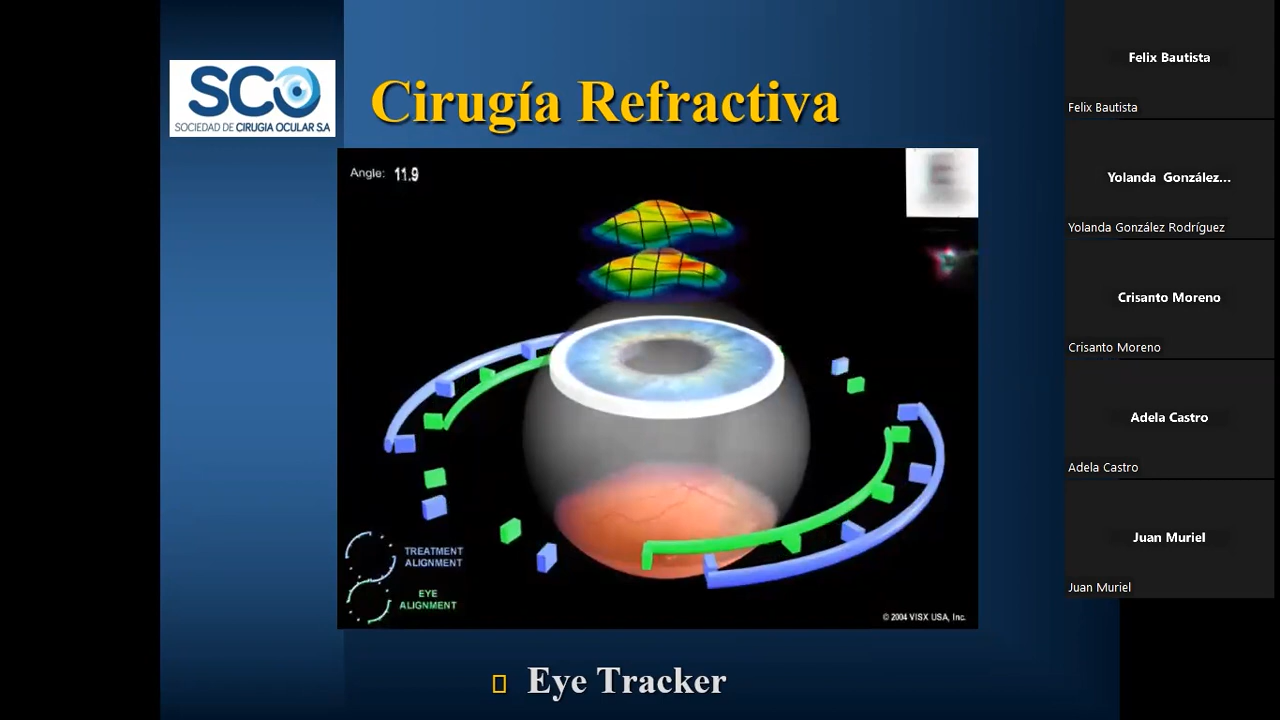 SCO
SOCIEDAD DE CIRUGIA OCULAR S.A
Cirugía Refractiva
Angle: 11.9
E
TREATMENT
ALIGNMENT
EYE
ALIGNMENT
© 2004 VISX USA, Inc.
Eye Tracker
Felix Bautista
Felix Bautista
Yolanda González...
Yolanda González Rodríguez
Crisanto Moreno
Crisanto Moreno
Adela Castro
Adela Castro
Juan Muriel
Juan Muriel